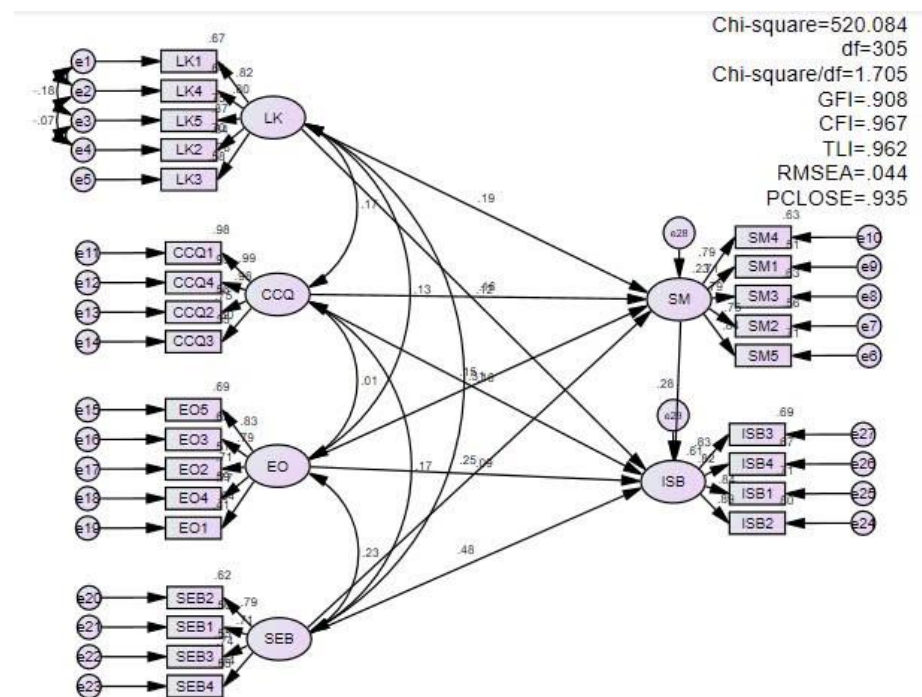 Chi-square=520.084
df=305
Chi-square/df=1.705
GFI=.908
CFI=.967
TLI=.962
RMSEA=.044
PCLOSE=.935
.67
e1 LK1 .82
-.18
e2 LK4
LK
e3 LK5
-.07
e4 LK2
e5 LK3
.17
.19
.98
e11 CCQ1 .99
e12 CCQ4
CCQ
e13 CCQ2
e14 CCQ3
.13
e28
.63
.79 SM4 e10
SM1 e9
SM
SM3 e8
SM2 e7
SM5 e6
.01
.28
e29
.69
e15 EO5 .83
e16 EO3 .79
EO
e17 EO2 .71
e18 EO4
e19 EO1
.17
.25
.69
.83 ISB3 e27
ISB4 e26
ISB
ISB1 e25
ISB2 e24
.23
.48
.62
e20 SEB2 .79
e21 SEB1 .71
SEB
e22 SEB3
e23 SEB4